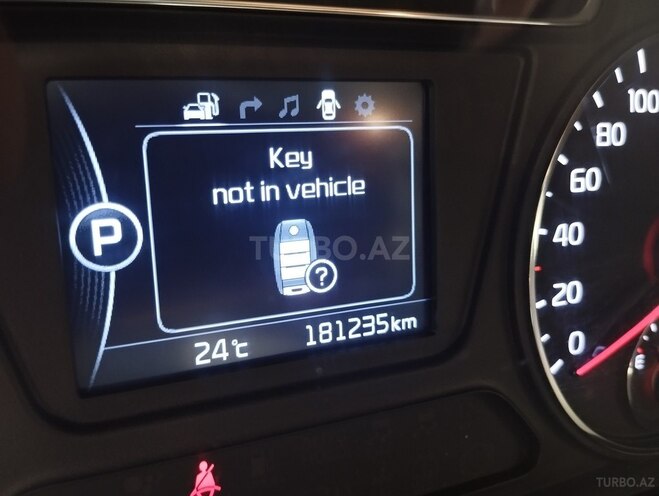 Key
not in vehicle
P
?
TURBO.AZ
24°c
181235km
100
80
60
40
20
0
E
TURBO.AZ